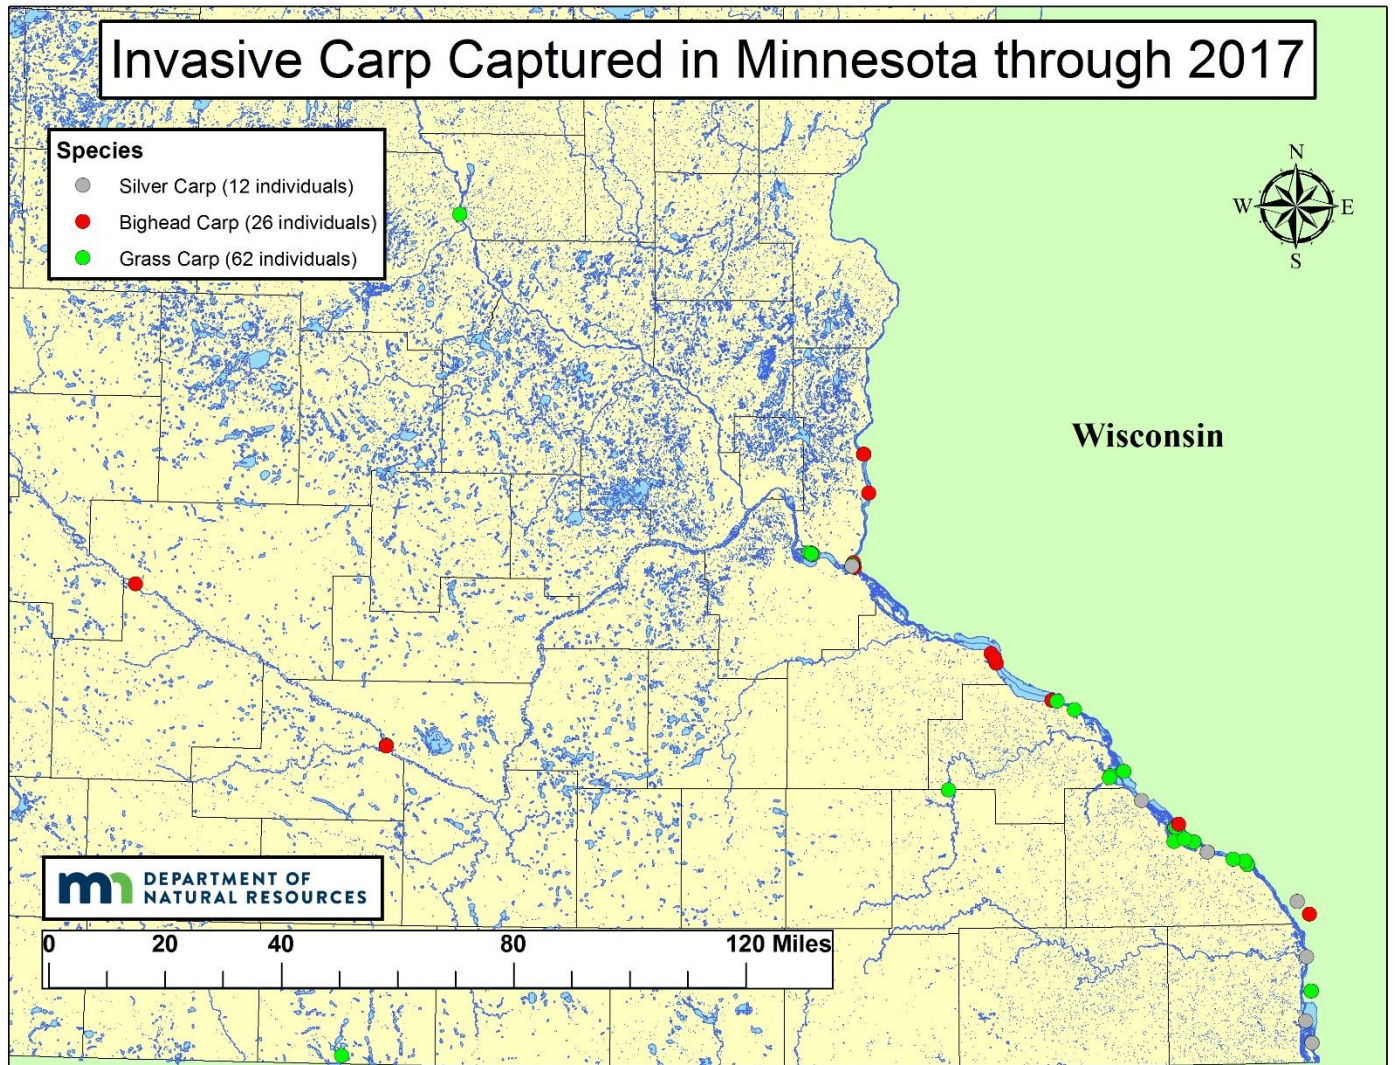 Invasive Carp Captured in Minnesota through 2017
Species
Silver Carp (12 individuals)
Bighead Carp (26 individuals)
Grass Carp (62 individuals)
N
W E
S
Wisconsin
mn DEPARTMENT OF
NATURAL RESOURCES
0 20 40 80 120 Miles